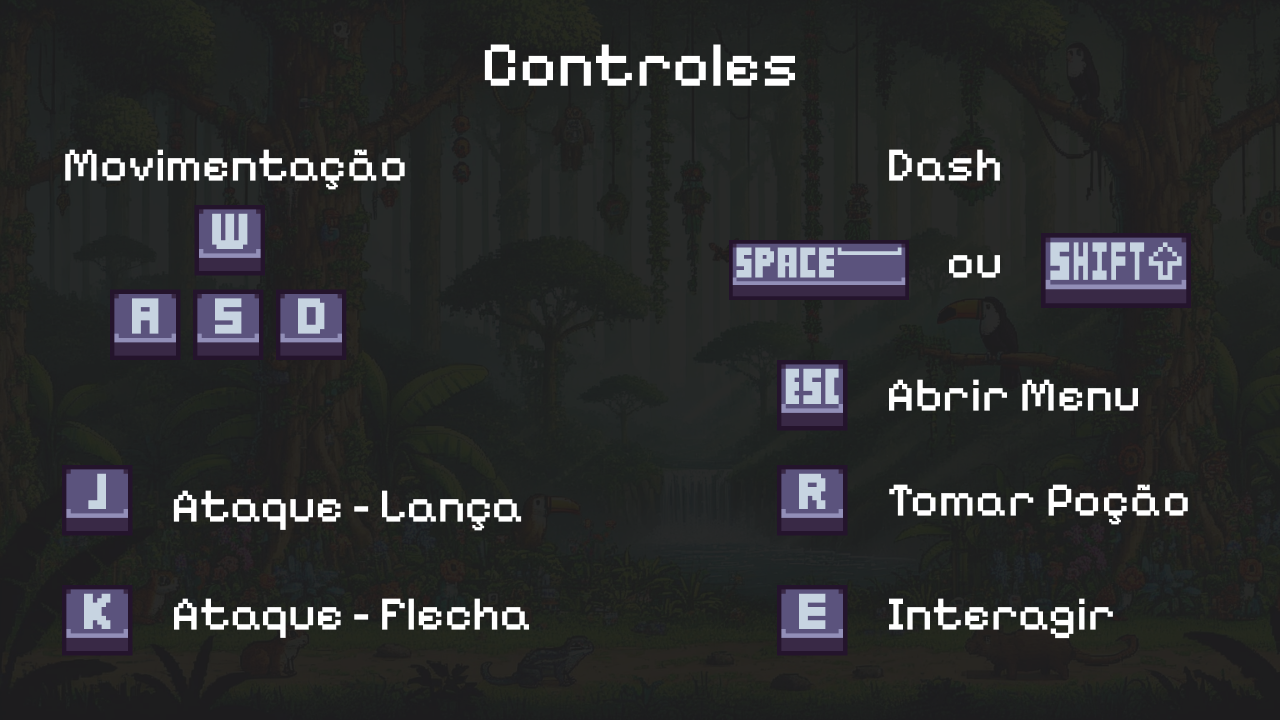 Controles
Movimentação
W
A S D
J Ataque - Lança
K Ataque - Flecha
Dash
SPACE ou SHIFT
ESC Abrir Menu
R Tomar Poção
E Interagir